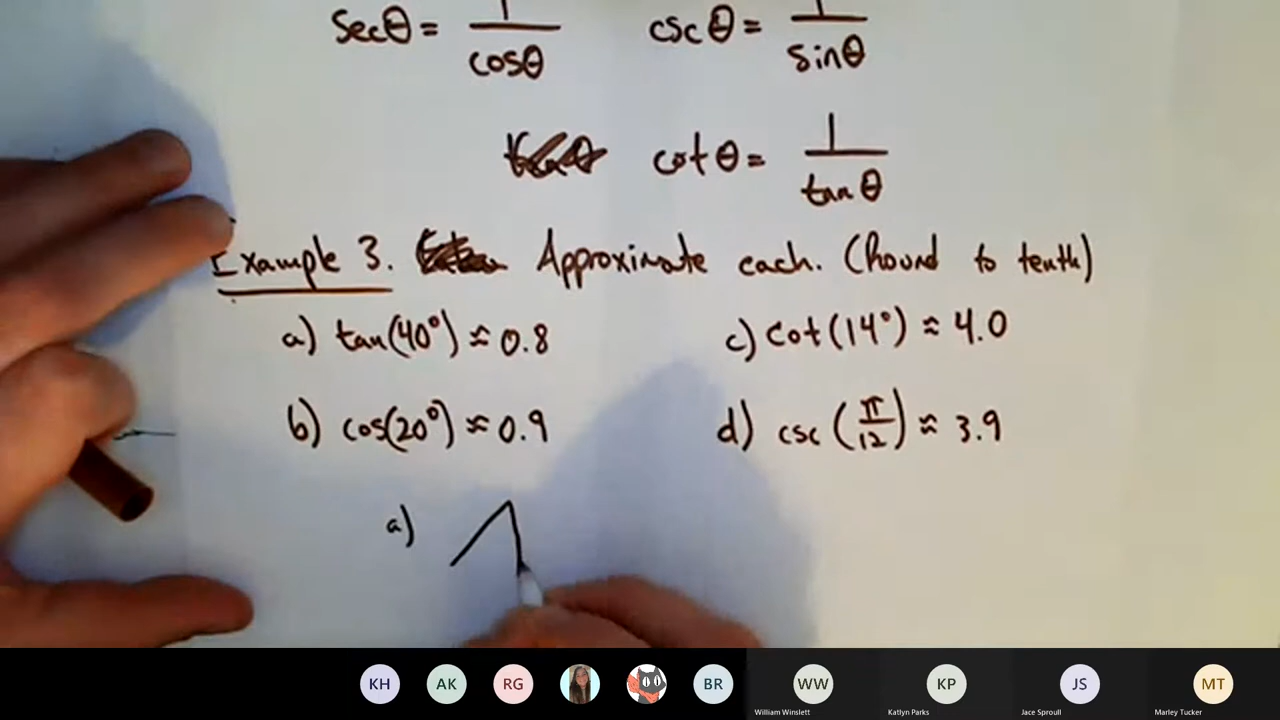 secθ = 1/cosθ cscθ = 1/sinθ
cotθ = 1/tanθ
Example 3. Approximate each. (Round to tenth)
a) tan(40°) ≈ 0.8 c) cot(14°) ≈ 4.0
b) cos(20°) ≈ 0.9 d) csc(π/12) ≈ 3.9
a)
KH AK RG BR WW KP JS MT
William Winslett Katlyn Parks Jace Sproull Marley Tucker